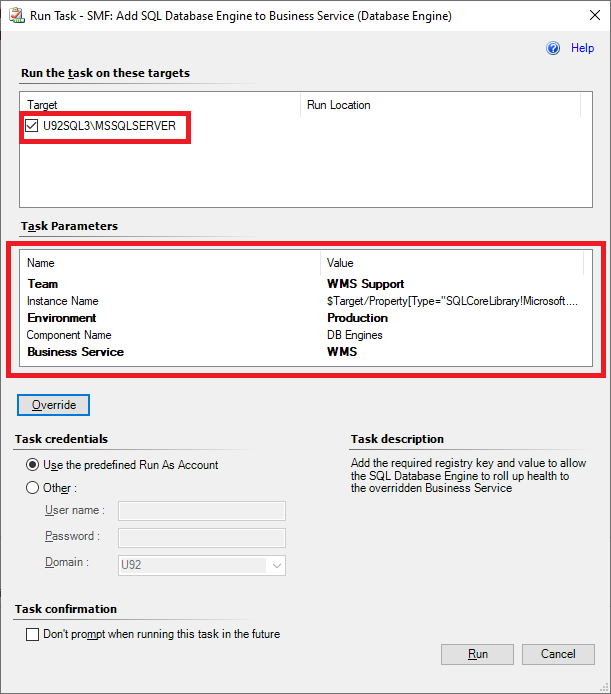 Run Task - SMF: Add SQL Database Engine to Business Service (Database Engine)
Help
Run the task on these targets
Target Run Location
U92SQL3\MSSQLSERVER
Task Parameters
Name Value
Team WMS Support
Instance Name $Target/Property[Type="SQLCoreLibrary!Microsoft....
Environment Production
Component Name DB Engines
Business Service WMS
Override
Task credentials
Use the predefined Run As Account
Other :
User name :
Password :
Domain : U92
Task description
Add the required registry key and value to allow
the SQL Database Engine to roll up health to
the overridden Business Service
Task confirmation
Don't prompt when running this task in the future
Run Cancel